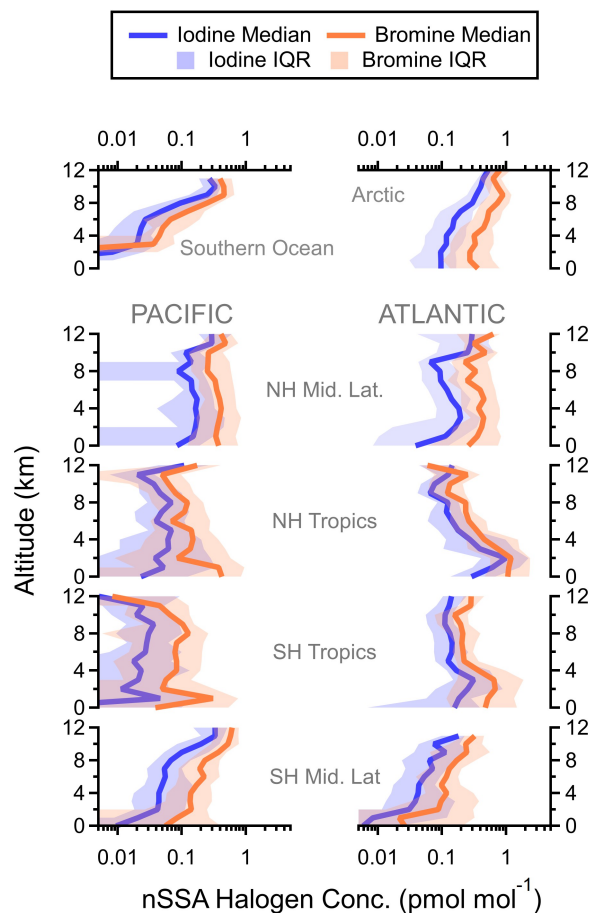 Iodine Median Bromine Median
Iodine IQR Bromine IQR
0.01 0.1 1 0.01 0.1 1
12 12
8 Arctic 8
4 Southern Ocean 4
0 0
PACIFIC ATLANTIC
12 12
8 8
NH Mid. Lat.
4 4
0 0
12 12
8 8
NH Tropics
4 4
0 0
12 12
8 8
SH Tropics
4 4
0 0
12 12
8 8
SH Mid. Lat
4 4
0 0
Altitude (km)
0.01 0.1 1 0.01 0.1 1
nSSA Halogen Conc. (pmol mol⁻¹)